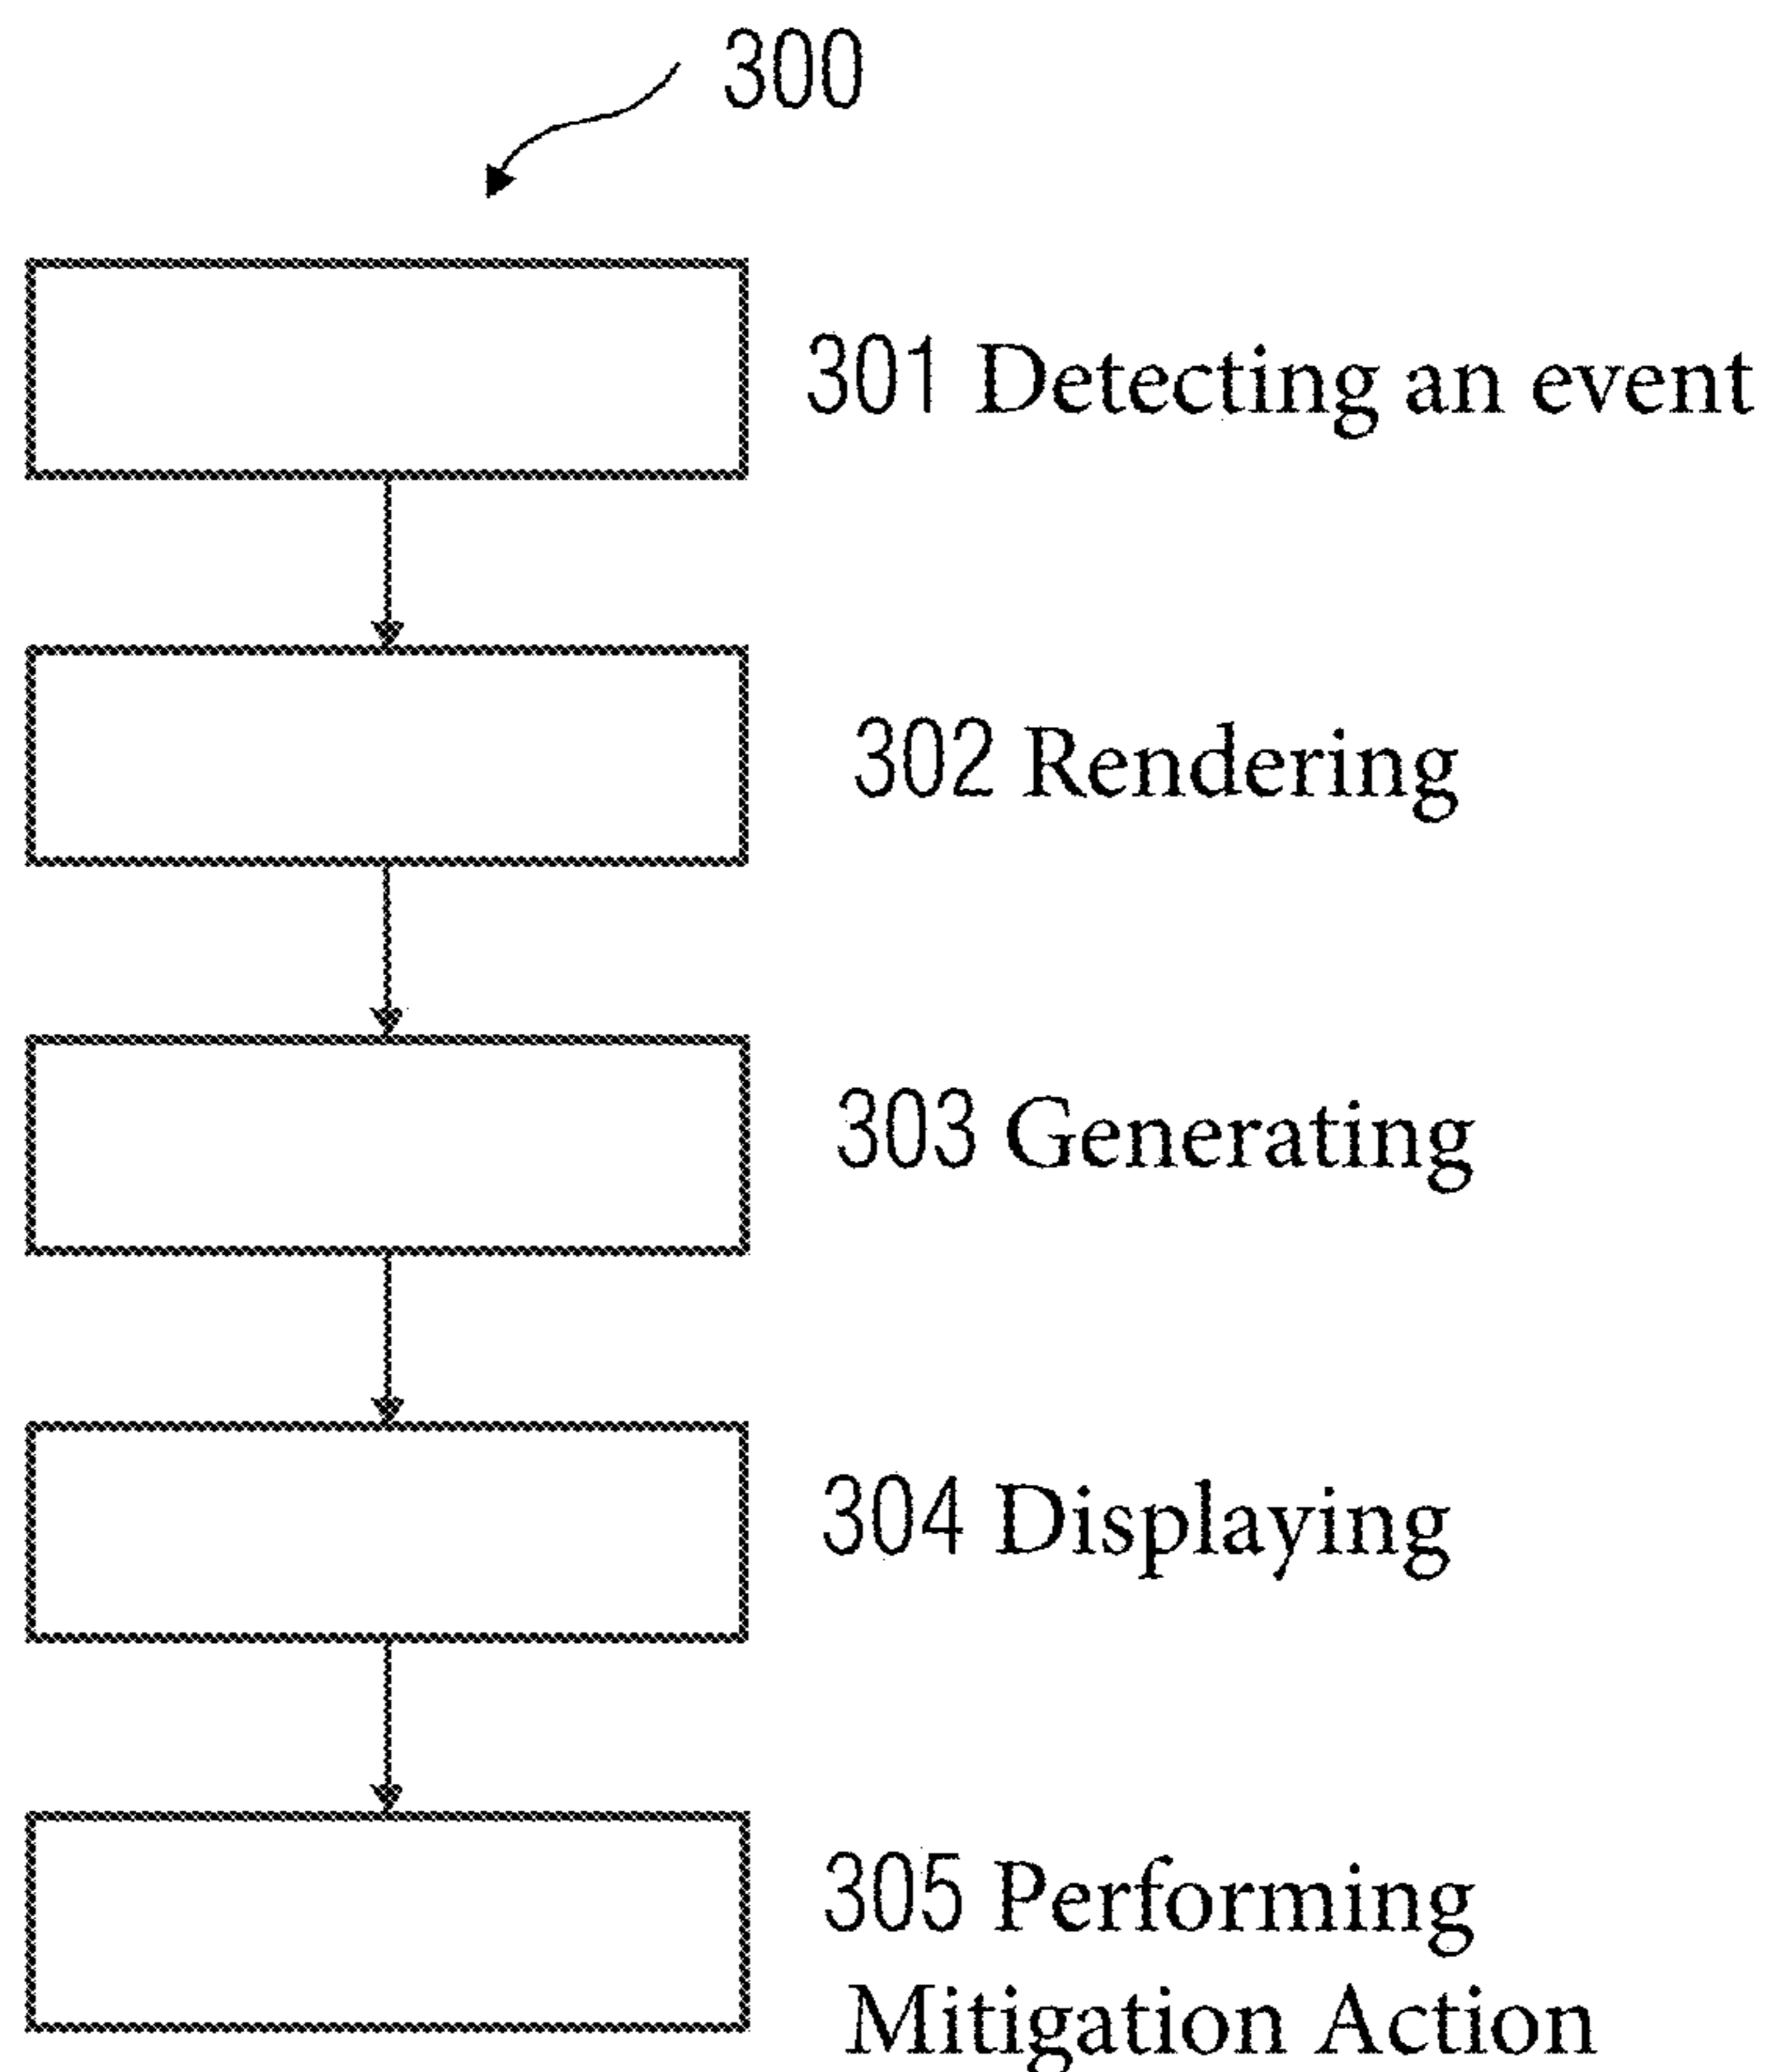 300
301 Detecting an event
302 Rendering
303 Generating
304 Displaying
305 Performing
Mitigation Action